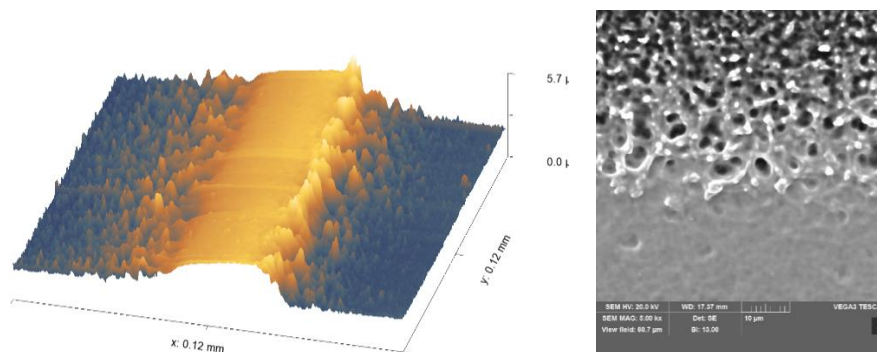 5.7 µ
0.0 µ
y: 0.12 mm
x: 0.12 mm
SEM HV: 20.0 kV WD: 17.37 mm VEGA3 TESC
SEM MAG: 5.00 kx Det: SE 10 µm
View field: 60.7 µm BI: 13.00